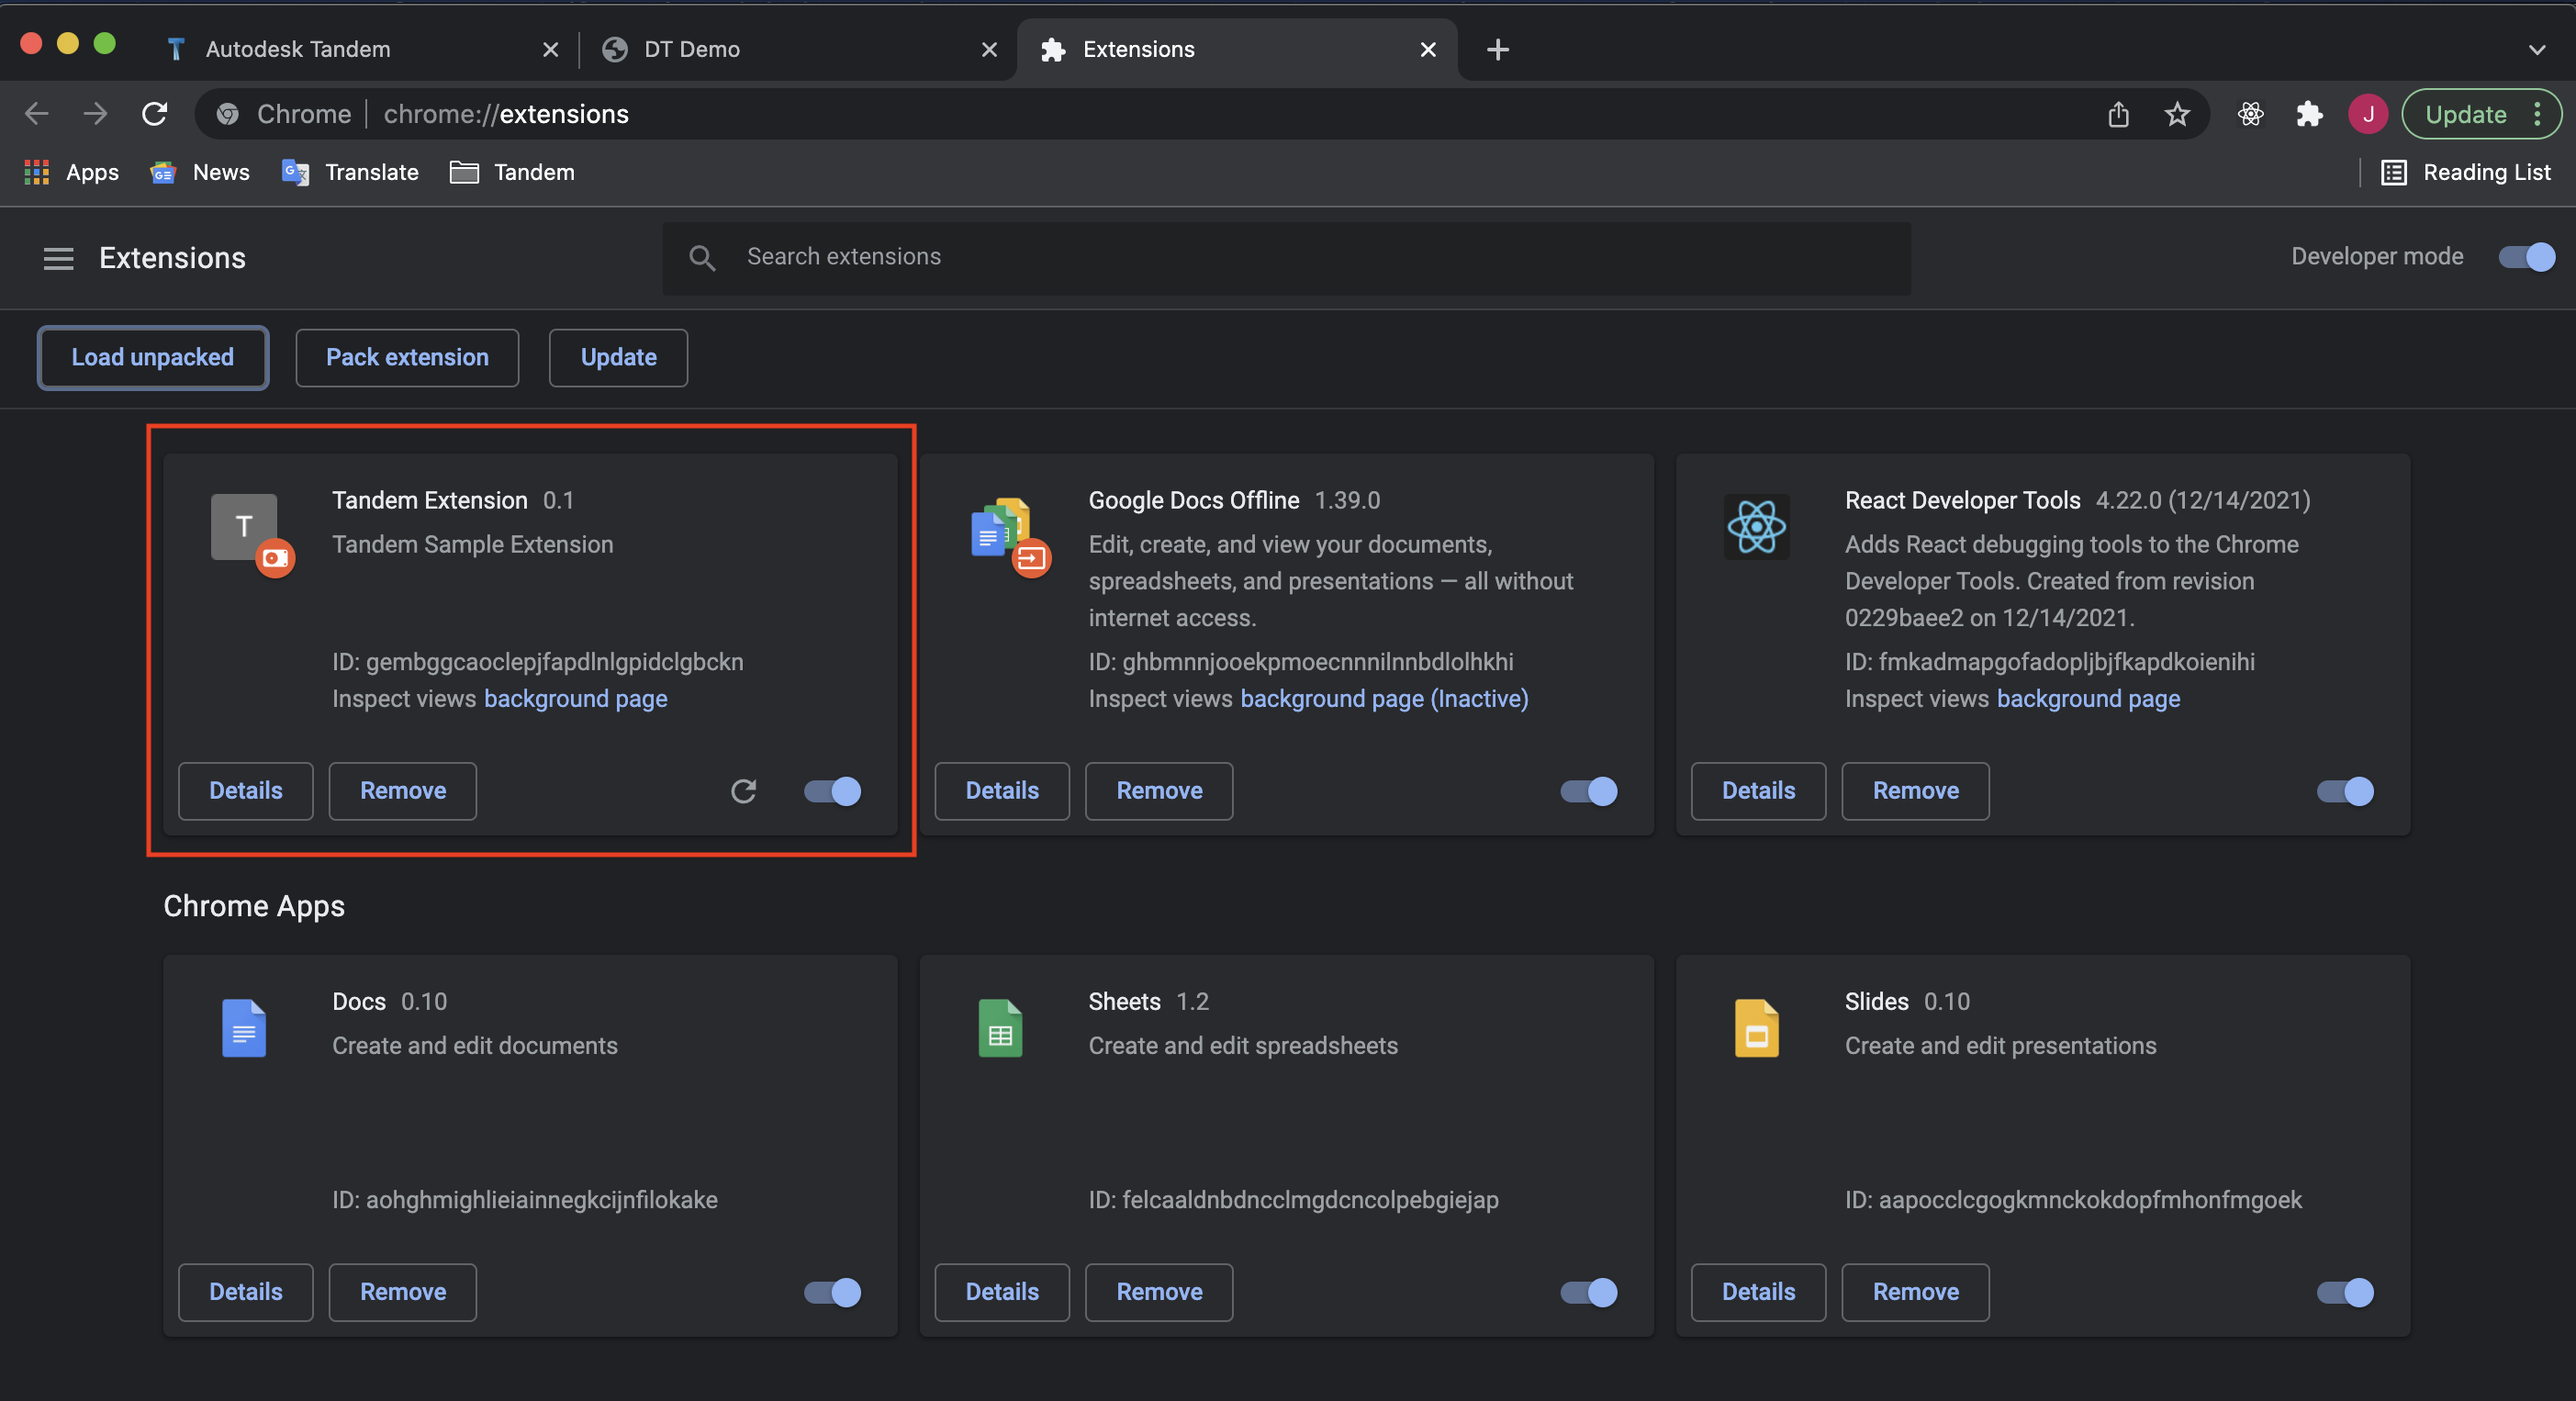 Autodesk Tandem
DT Demo
Extensions
Chrome
chrome://extensions
J
Update
Apps
News
Translate
Tandem
Reading List
Extensions
Search extensions
Developer mode
Load unpacked
Pack extension
Update
T
Tandem Extension 0.1
Tandem Sample Extension
ID: gembggcaoclepjfapdlnlgpidclgbckn
Inspect views background page
Details
Remove
Google Docs Offline 1.39.0
Edit, create, and view your documents,
spreadsheets, and presentations — all without
internet access.
ID: ghbmnnjooekpmoecnnnilnnbdlolhkhi
Inspect views background page (Inactive)
Details
Remove
React Developer Tools 4.22.0 (12/14/2021)
Adds React debugging tools to the Chrome
Developer Tools. Created from revision
0229baee2 on 12/14/2021.
ID: fmkadmapgofadopljbjfkapdkoienihi
Inspect views background page
Details
Remove
Chrome Apps
Docs 0.10
Create and edit documents
ID: aohghmighlieiainnegkcijnfilokake
Details
Remove
Sheets 1.2
Create and edit spreadsheets
ID: felcaaldnbdncclmgdcncolpebgiejap
Details
Remove
Slides 0.10
Create and edit presentations
ID: aapocclcgogkmnckokdopfmhonfmgoek
Details
Remove